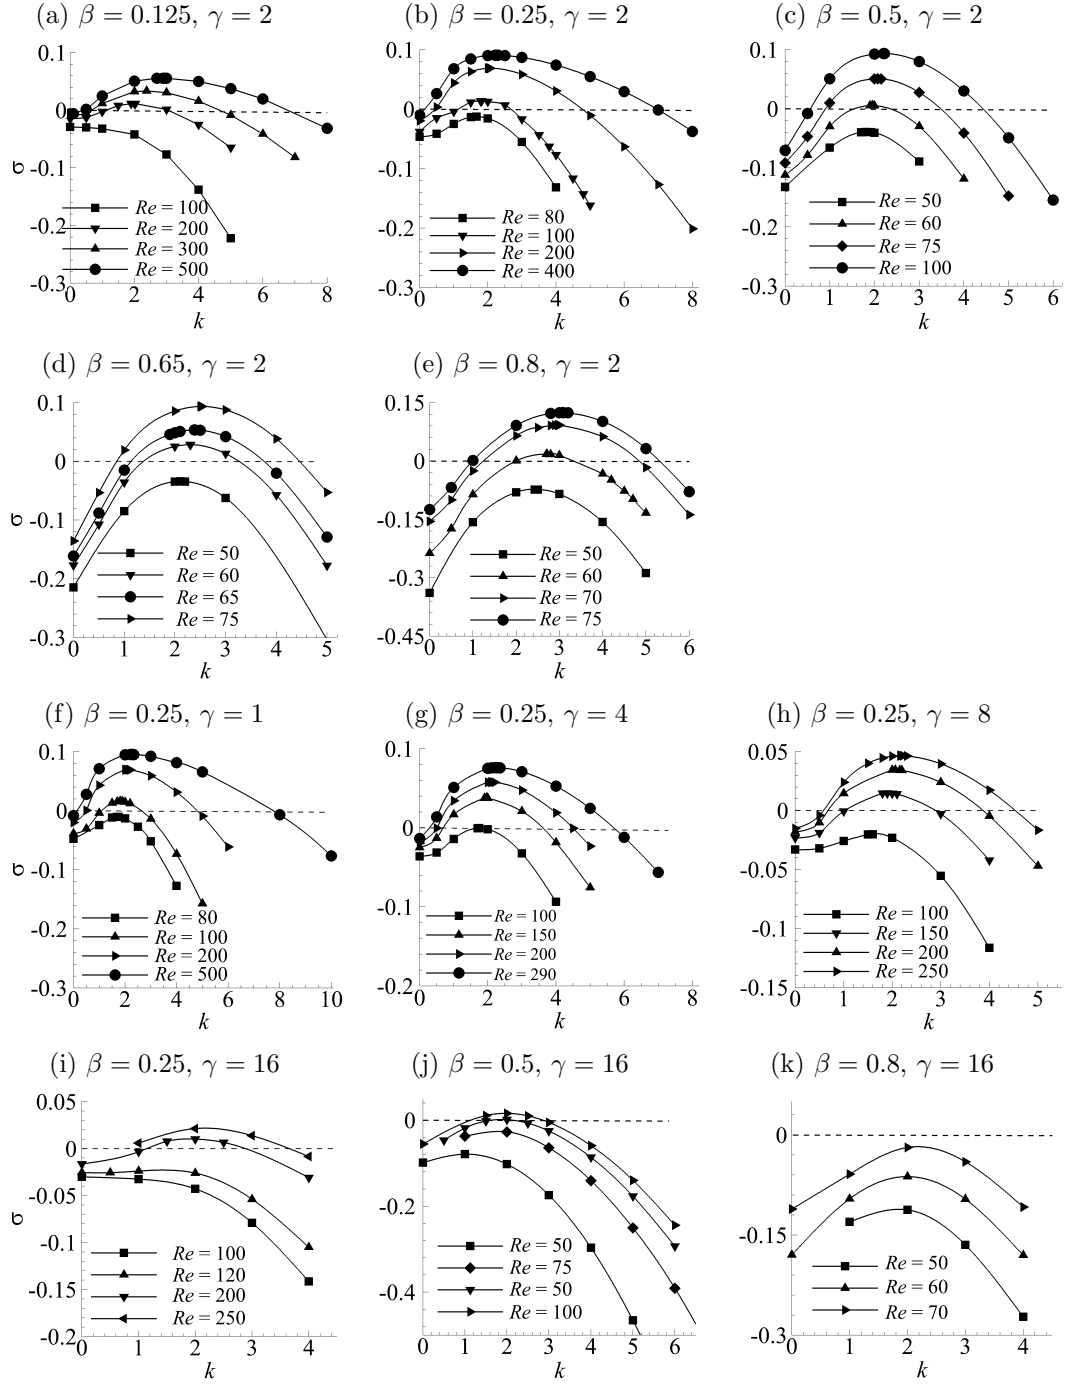 (a) β = 0.125, γ = 2
(b) β = 0.25, γ = 2
(c) β = 0.5, γ = 2
0.1
0
-0.1
-0.2
-0.3
σ
Re = 100
Re = 200
Re = 300
Re = 500
0 2 4 6 8
k
0.1
0
-0.1
-0.2
-0.3
Re = 80
Re = 100
Re = 200
Re = 400
0 2 4 6 8
k
0.1
0
-0.1
-0.2
-0.3
Re = 50
Re = 60
Re = 75
Re = 100
0 1 2 3 4 5 6
k
(d) β = 0.65, γ = 2
(e) β = 0.8, γ = 2
0.1
0
-0.1
-0.2
-0.3
σ
Re = 50
Re = 60
Re = 65
Re = 75
0 1 2 3 4 5
k
0.15
0
-0.15
-0.3
-0.45
Re = 50
Re = 60
Re = 70
Re = 75
0 1 2 3 4 5 6
k
(f) β = 0.25, γ = 1
(g) β = 0.25, γ = 4
(h) β = 0.25, γ = 8
0.1
0
-0.1
-0.2
-0.3
σ
Re = 80
Re = 100
Re = 200
Re = 500
0 2 4 6 8 10
k
0.1
0
-0.1
-0.2
Re = 100
Re = 150
Re = 200
Re = 290
0 2 4 6 8
k
0.05
0
-0.05
-0.1
-0.15
Re = 100
Re = 150
Re = 200
Re = 250
0 1 2 3 4 5
k
(i) β = 0.25, γ = 16
(j) β = 0.5, γ = 16
(k) β = 0.8, γ = 16
0.05
0
-0.05
-0.1
-0.15
-0.2
σ
Re = 100
Re = 120
Re = 200
Re = 250
0 1 2 3 4
k
0
-0.2
-0.4
Re = 50
Re = 75
Re = 50
Re = 100
0 1 2 3 4 5 6
k
0
-0.15
-0.3
Re = 50
Re = 60
Re = 70
0 1 2 3 4
k